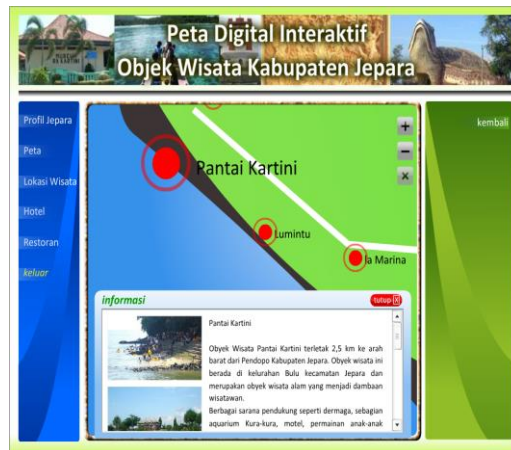 Peta Digital Interaktif
Objek Wisata Kabupaten Jepara
Profil Jepara
Peta
Lokasi Wisata
Hotel
Restoran
keluar
kembali
Pantai Kartini
Lumintu
la Marina
informasi
tutup X
Pantai Kartini
Obyek Wisata Pantai Kartini terletak 2,5 km ke arah
barat dari Pendopo Kabupaten Jepara. Obyek wisata ini
berada di kelurahan Bulu kecamatan Jepara dan
merupakan obyek wisata alam yang menjadi dambaan
wisatawan.
Berbagai sarana pendukung seperti dermaga, sebagian
aquarium Kura-kura, motel, permainan anak-anak